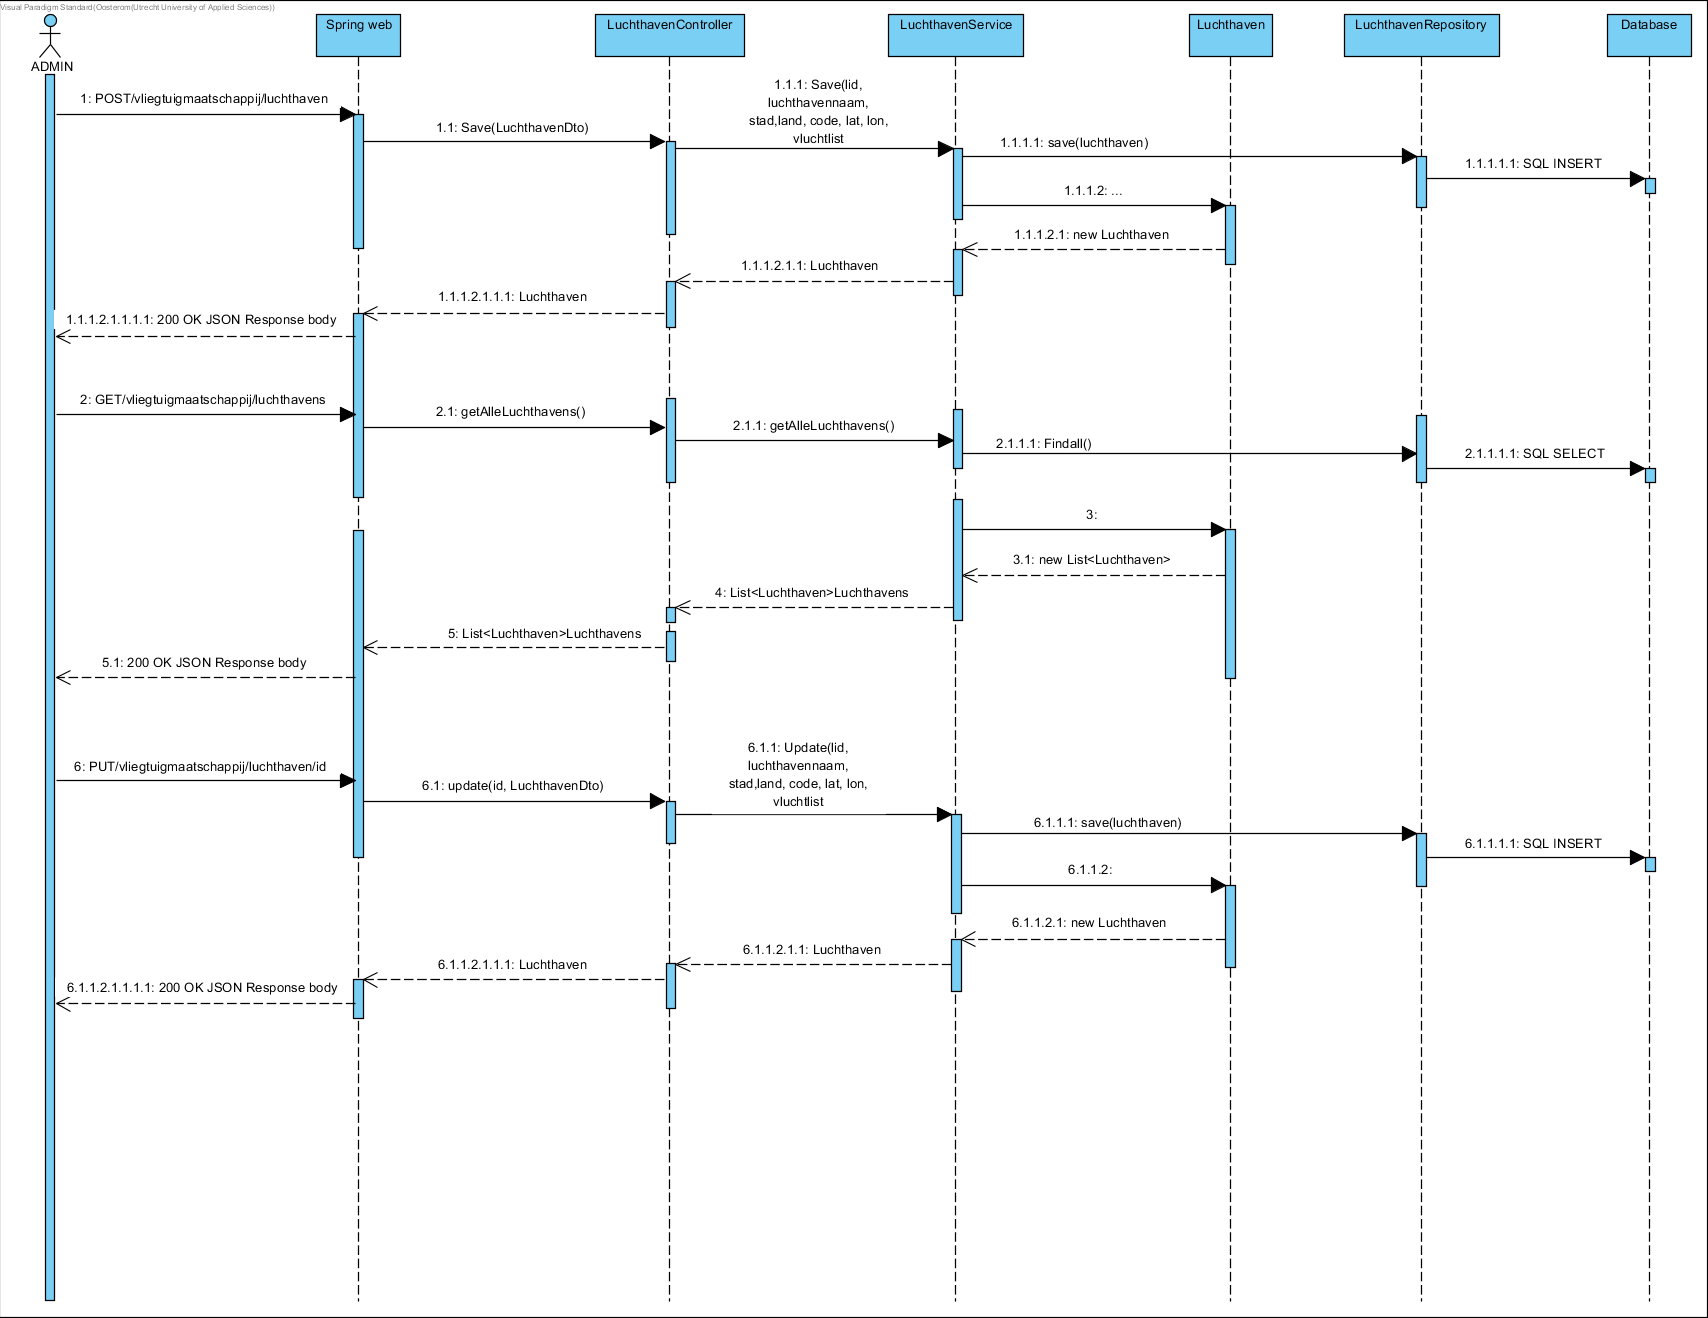 Visual Paradigm Standard(Oosterom(Utrecht University of Applied Sciences))
ADMIN
Spring web
LuchthavenController
LuchthavenService
Luchthaven
LuchthavenRepository
Database
1: POST/vliegtuigmaatschappij/luchthaven
1.1: Save(LuchthavenDto)
1.1.1: Save(lid,
luchthavennaam,
stad,land, code, lat, lon,
vluchtlist
1.1.1.1: save(luchthaven)
1.1.1.1.1: SQL INSERT
1.1.1.2: ...
1.1.1.2.1: new Luchthaven
1.1.1.2.1.1: Luchthaven
1.1.1.2.1.1.1: Luchthaven
1.1.1.2.1.1.1.1: 200 OK JSON Response body
2: GET/vliegtuigmaatschappij/luchthavens
2.1: getAlleLuchthavens()
2.1.1: getAlleLuchthavens()
2.1.1.1: Findall()
2.1.1.1.1: SQL SELECT
3:
3.1: new List<Luchthaven>
4: List<Luchthaven>Luchthavens
5: List<Luchthaven>Luchthavens
5.1: 200 OK JSON Response body
6: PUT/vliegtuigmaatschappij/luchthaven/id
6.1: update(id, LuchthavenDto)
6.1.1: Update(lid,
luchthavennaam,
stad,land, code, lat, lon,
vluchtlist
6.1.1.1: save(luchthaven)
6.1.1.1.1: SQL INSERT
6.1.1.2:
6.1.1.2.1: new Luchthaven
6.1.1.2.1.1: Luchthaven
6.1.1.2.1.1.1: Luchthaven
6.1.1.2.1.1.1.1: 200 OK JSON Response body